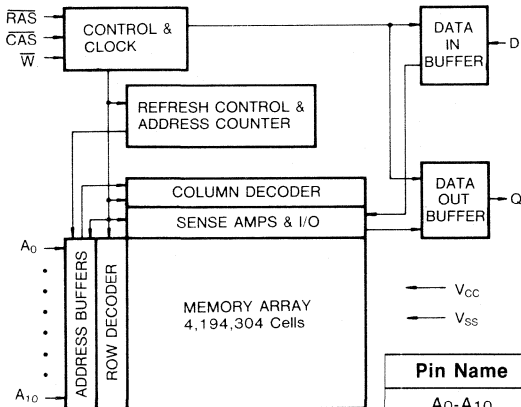 RAS
CAS
W
CONTROL &
CLOCK
DATA
IN
BUFFER
D
REFRESH CONTROL &
ADDRESS COUNTER
COLUMN DECODER
SENSE AMPS & I/O
DATA
OUT
BUFFER
Q
A0
A10
ADDRESS BUFFERS
ROW DECODER
MEMORY ARRAY
4,194,304 Cells
VCC
VSS
Pin Name
A0-A10